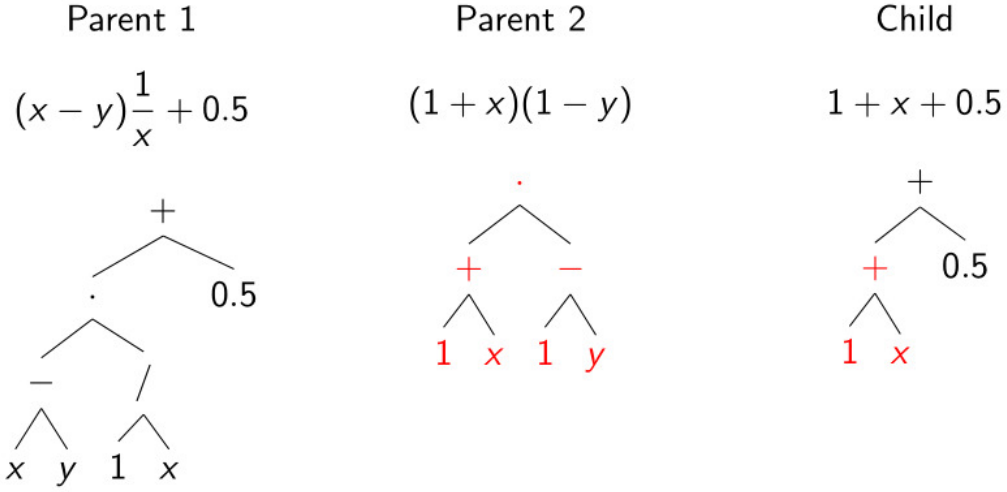 Parent 1
(x − y)\frac{1}{x} + 0.5
+
·
0.5
−
/
x y 1 x
Parent 2
(1 + x)(1 − y)
·
+ −
1 x 1 y
Child
1 + x + 0.5
+
+ 0.5
1 x